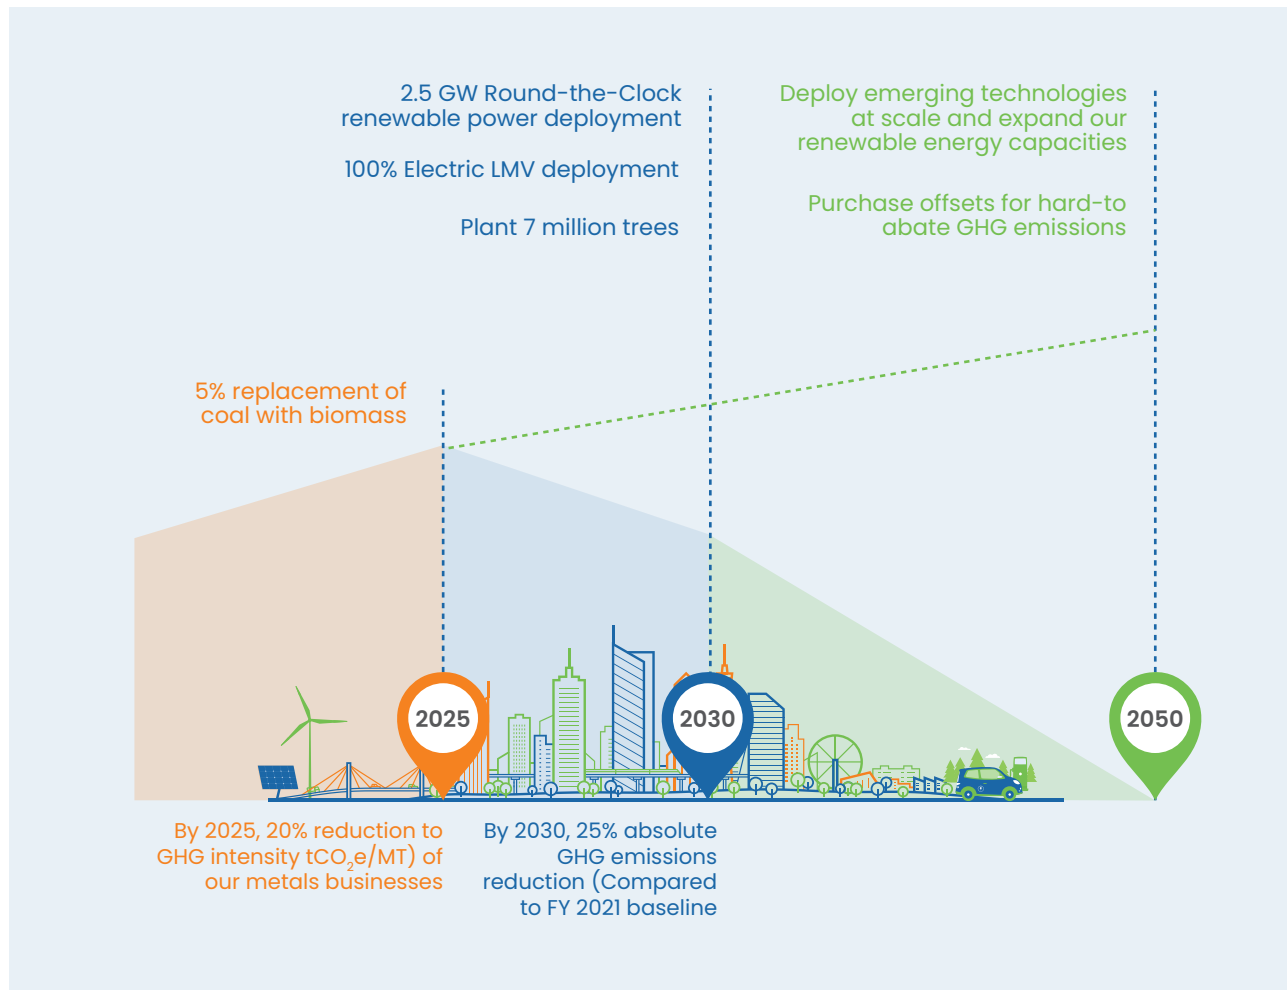 2.5 GW Round-the-Clock
renewable power deployment
100% Electric LMV deployment
Plant 7 million trees
Deploy emerging technologies
at scale and expand our
renewable energy capacities
Purchase offsets for hard-to
abate GHG emissions
5% replacement of
coal with biomass
2025
2030
2050
By 2025, 20% reduction to
GHG intensity tCO₂e/MT) of
our metals businesses
By 2030, 25% absolute
GHG emissions
reduction (Compared
to FY 2021 baseline